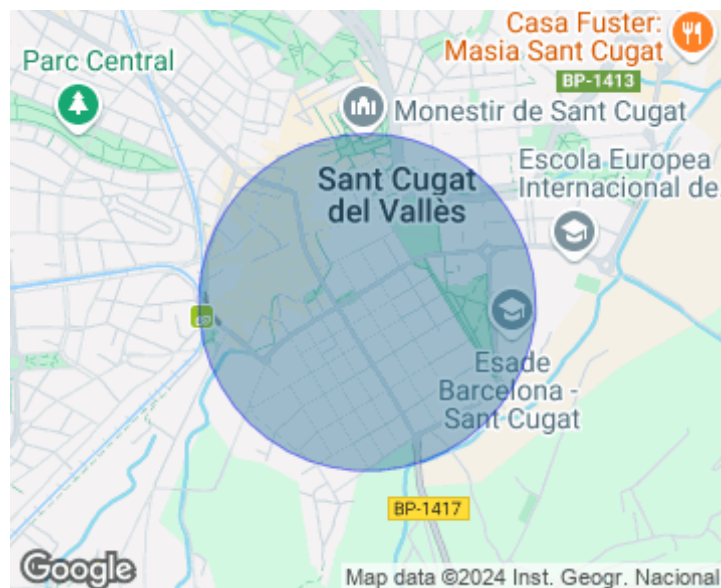 Casa Fuster:
Masia Sant Cugat
Parc Central
BP-1413
Monestir de Sant Cugat
Sant Cugat
del Vallès
Escola Europea
Internacional de
Esade
Barcelona -
Sant Cugat
BP-1417
Google
Map data ©2024 Inst. Geogr. Nacional